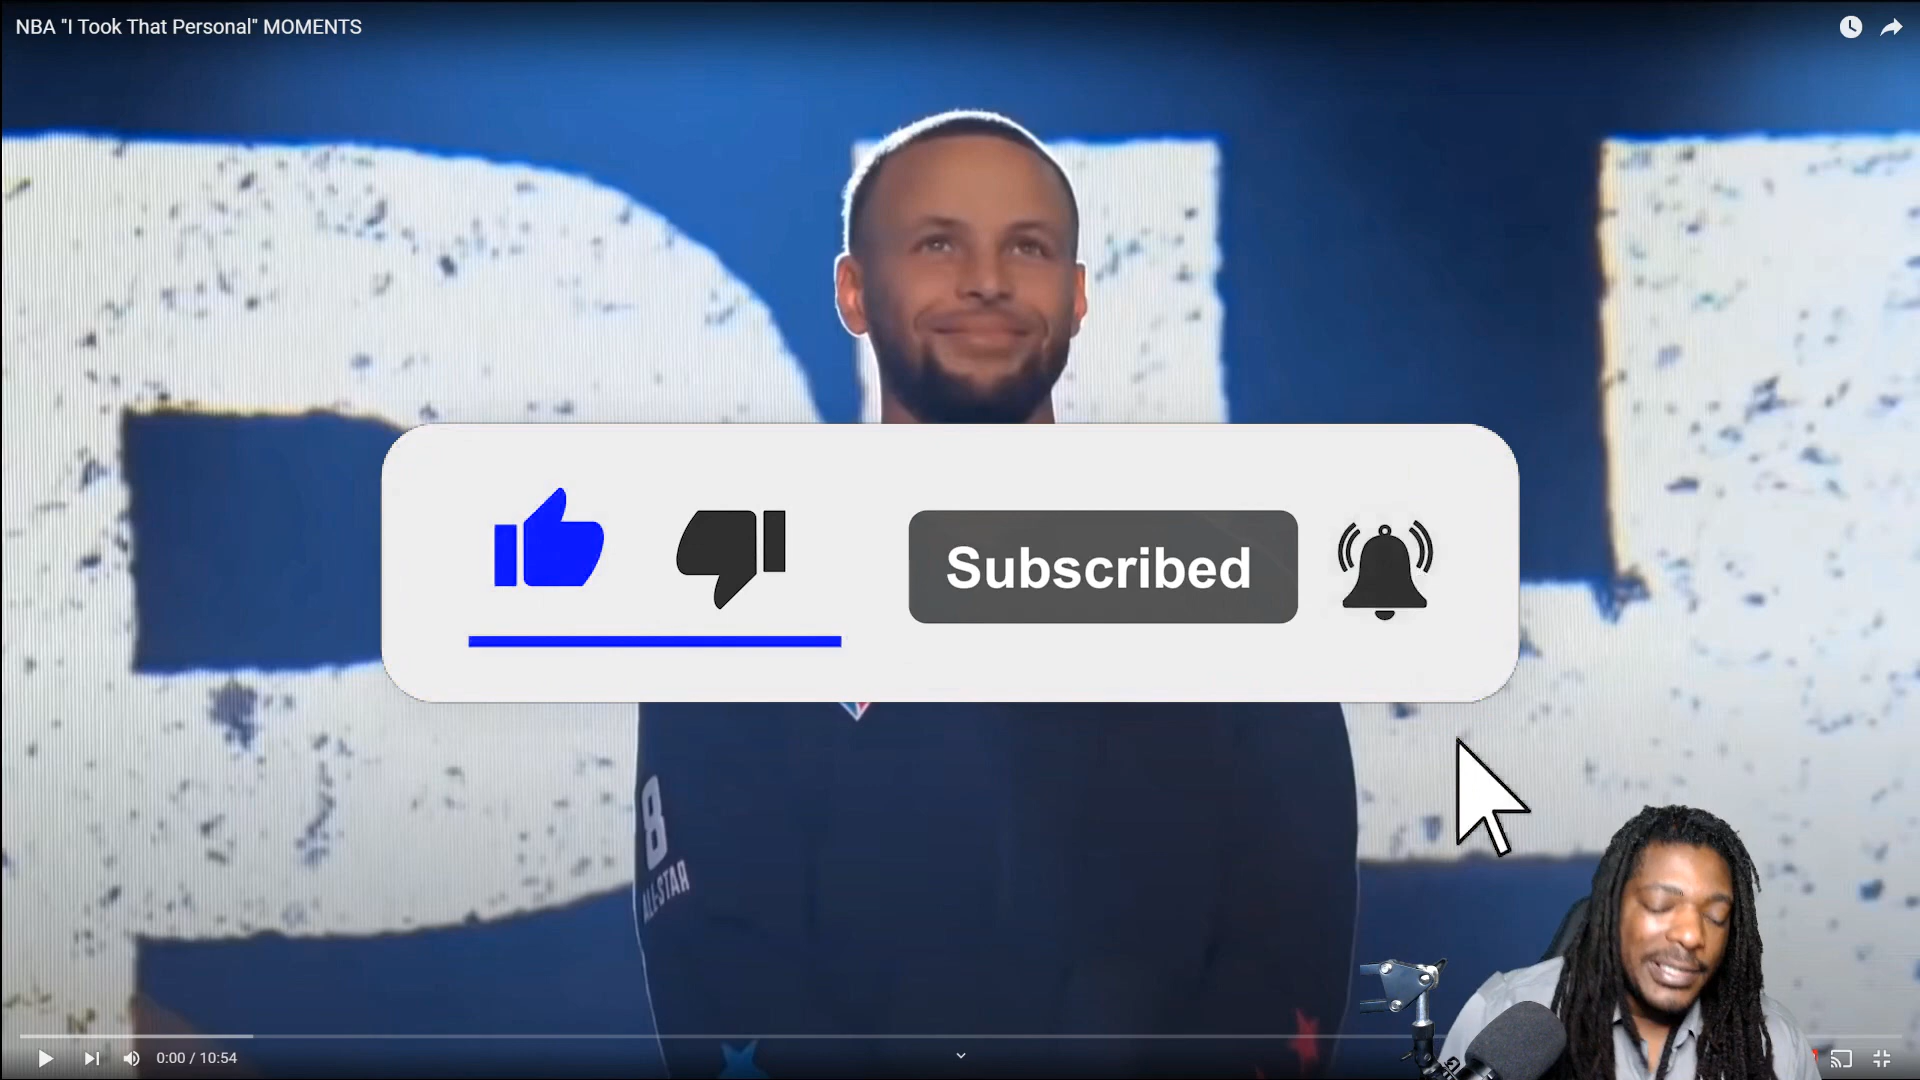 NBA "I Took That Personal" MOMENTS
Subscribed
8
ALL-STAR
0:00 / 10:54